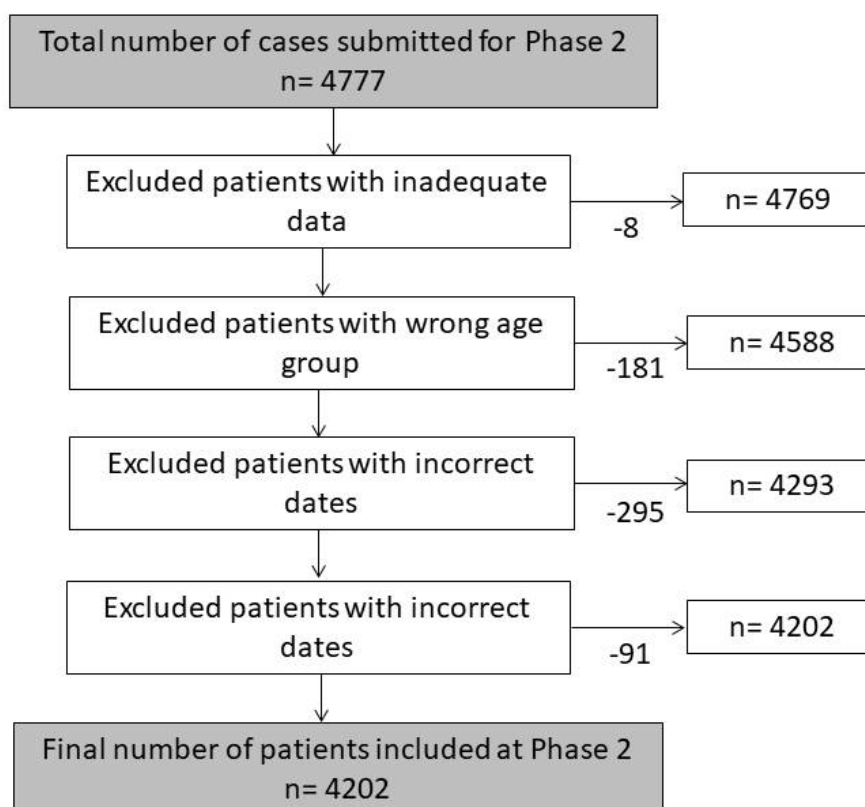 Total number of cases submitted for Phase 2
n= 4777
Excluded patients with inadequate
data
-8
n= 4769
Excluded patients with wrong age
group
-181
n= 4588
Excluded patients with incorrect
dates
-295
n= 4293
Excluded patients with incorrect
dates
-91
n= 4202
Final number of patients included at Phase 2
n= 4202